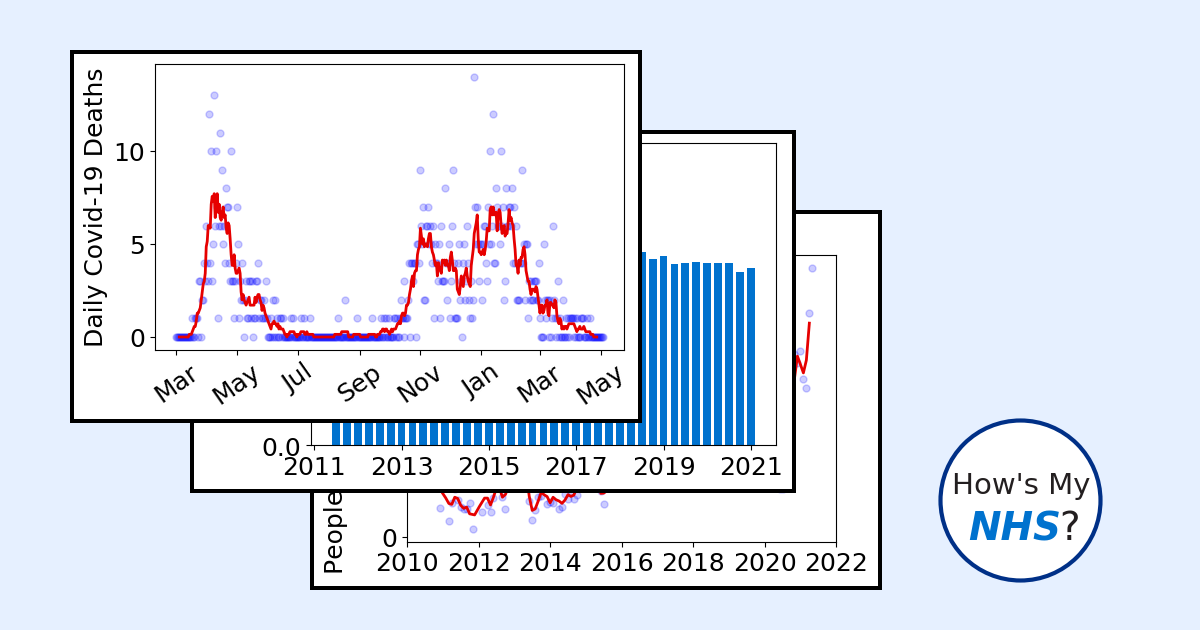 Daily Covid-19 Deaths
10
5
0
Mar May Jul Sep Nov Jan Mar May
0.0
2011 2013 2015 2017 2019 2021
People
0
2010 2012 2014 2016 2018 2020 2022
How's My
NHS?